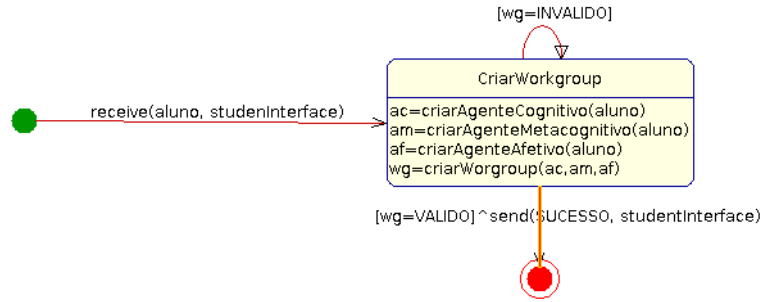 [wg=INVALIDO]
CriarWorkgroup
receive(aluno, studenInterface)
ac=criarAgenteCognitivo(aluno)
am=criarAgenteMetacognitivo(aluno)
af=criarAgenteAfetivo(aluno)
wg=criarWorgroup(ac,am,af)
[wg=VALIDO]^send(SUCESSO, studentInterface)